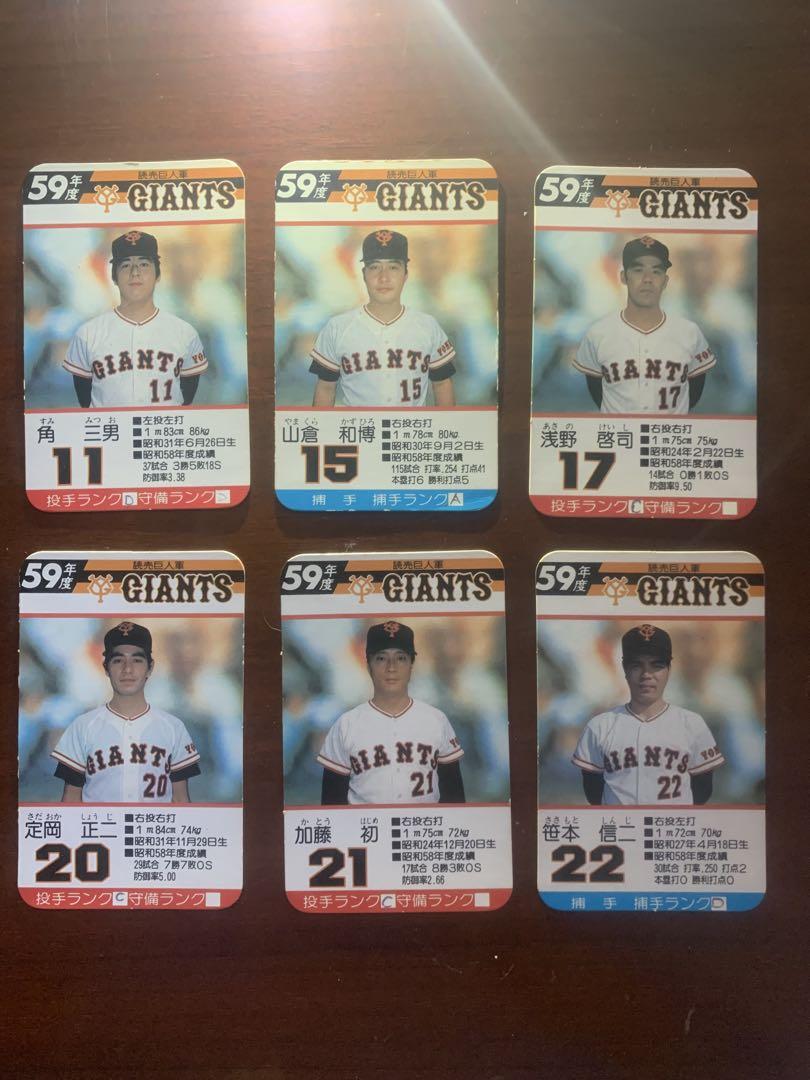 59年度 読売巨人軍
GIANTS
GIANTS
11
すみ みつお
角 三男
11
■左投左打
■1m83cm 86kg
■昭和31年6月26日生
■昭和58年度成績
37試合 3勝5敗18S
防御率3.38
投手ランクD守備ランク
59年度 読売巨人軍
GIANTS
GIANTS
15
やまくら かずひろ
山倉 和博
15
■右投右打
■1m78cm 80kg
■昭和30年9月2日生
■昭和58年度成績
115試合 打率.254 打点41
本塁打6 勝利打点5
捕手 捕手ランクA
59年度 読売巨人軍
GIANTS
GIANTS YO
17
あさの けいし
浅野 啓司
17
■右投右打
■1m75cm 75kg
■昭和24年2月22日生
■昭和58年度成績
14試合 0勝1敗0S
防御率9.50
投手ランクC守備ランク
59年度 読売巨人軍
GIANTS
GIANTS
20
さだおか しょうじ
定岡 正二
20
■右投右打
■1m84cm 74kg
■昭和31年11月29日生
■昭和58年度成績
29試合 7勝7敗0S
防御率5.00
投手ランクC守備ランク
59年度 読売巨人軍
GIANTS
GIANTS
21
かとう はじめ
加藤 初
21
■右投右打
■1m75cm 72kg
■昭和24年12月20日生
■昭和58年度成績
17試合 8勝3敗0S
防御率2.66
投手ランクC守備ランク
59年度 読売巨人軍
GIANTS
GIANTS YO
22
ささもと しんじ
笹本 信二
22
■右投左打
■1m72cm 70kg
■昭和27年4月18日生
■昭和58年度成績
30試合 打率.250 打点2
本塁打0 勝利打点0
捕手 捕手ランクD